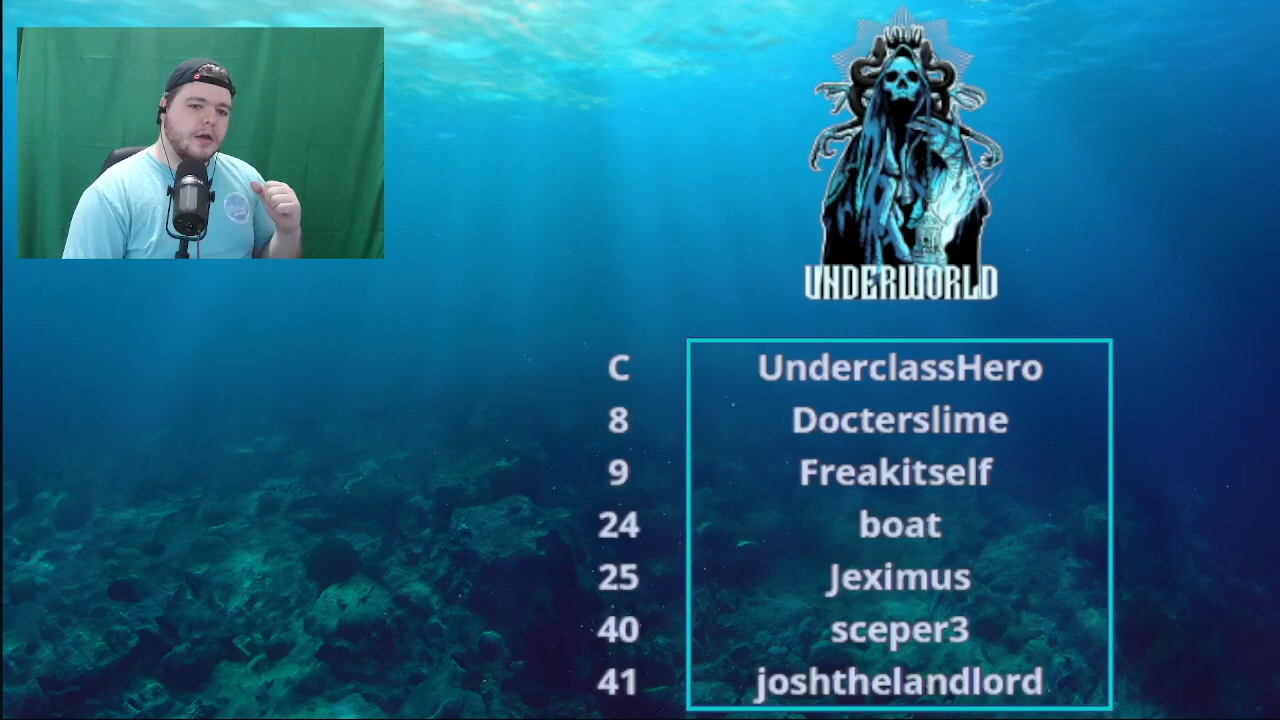 UNDERWORLD
C UnderclassHero
8 Docterslime
9 Freakitself
24 boat
25 Jeximus
40 sceper3
41 joshthelandlord